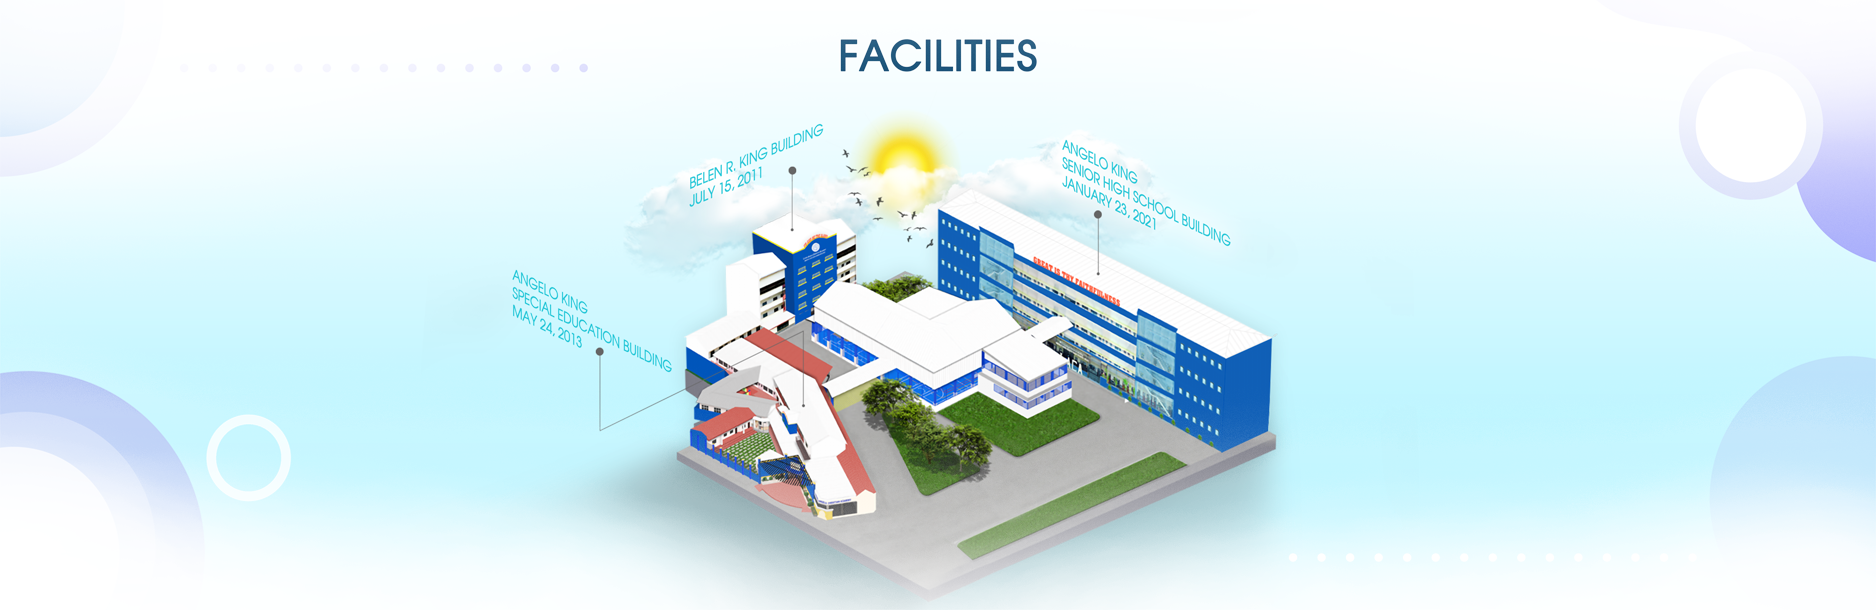 FACILITIES
BELEN R. KING BUILDING
JULY 15, 2011
ANGELO KING
SENIOR HIGH SCHOOL BUILDING
JANUARY 23, 2021
ANGELO KING
SPECIAL EDUCATION BUILDING
MAY 24, 2013
GREAT IS THY FAITHFULNESS